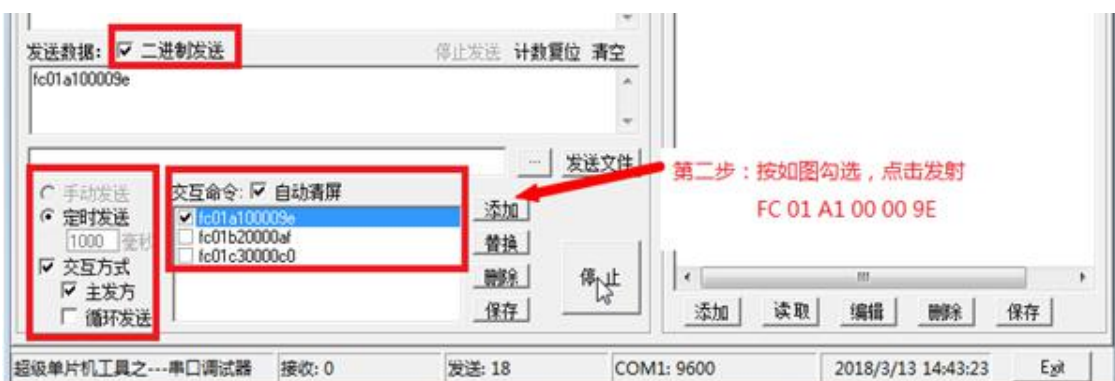 发送数据: 二进制发送 停止发送 计数复位 清空
fc01a100009e
... 发送文件
第二步：按如图勾选，点击发射
FC 01 A1 00 00 9E
手动发送
定时发送
1000 毫秒
交互方式
主发方
循环发送
交互命令: 自动清屏
fc01a100009e
fc01b20000af
fc01c30000c0
添加
替换
删除
保存
停止
添加 读取 编辑 删除 保存
超级单片机工具之---串口调试器 接收: 0 发送: 18 COM1: 9600 2018/3/13 14:43:23 Exit